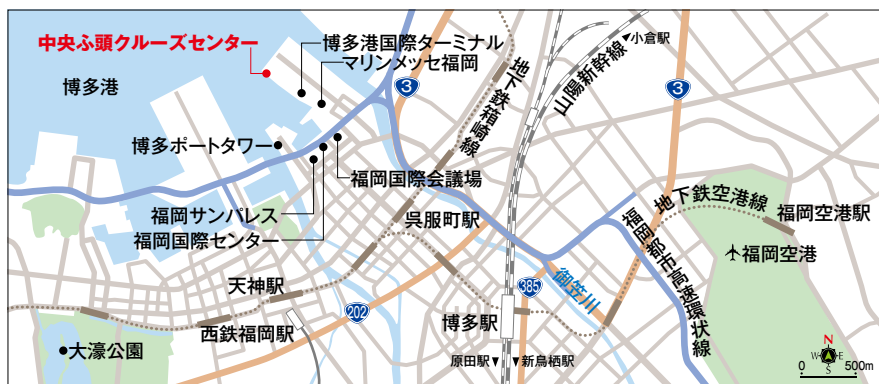 中央ふ頭クルーズセンター
博多港国際ターミナル
マリンメッセ福岡
博多港
博多ポートタワー
福岡国際会議場
福岡サンパレス
福岡国際センター
地下鉄箱崎線
3
山陽新幹線
小倉駅
3
呉服町駅
地下鉄空港線
福岡空港駅
福岡空港
福岡都市高速環状線
御笠川
385
天神駅
202
西鉄福岡駅
博多駅
大濠公園
原田駅
新鳥栖駅
N
W
E
S
0 500m